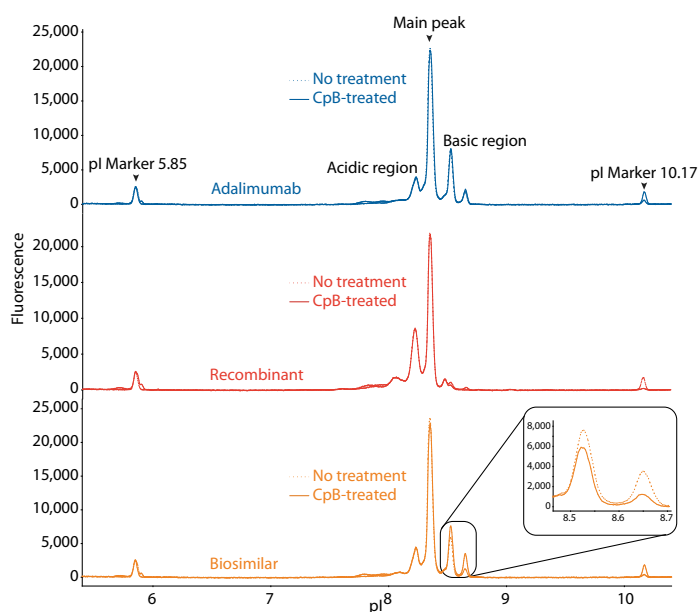 Main peak
25,000
20,000
15,000
10,000
5,000
0
No treatment
CpB-treated
Basic region
Acidic region
pI Marker 5.85
pI Marker 10.17
Adalimumab
Fluorescence
20,000
15,000
10,000
5,000
0
No treatment
CpB-treated
Recombinant
25,000
20,000
15,000
10,000
5,000
0
No treatment
CpB-treated
Biosimilar
8,000
6,000
4,000
2,000
0
8.5 8.6 8.7
6 7 8 9 10
pI